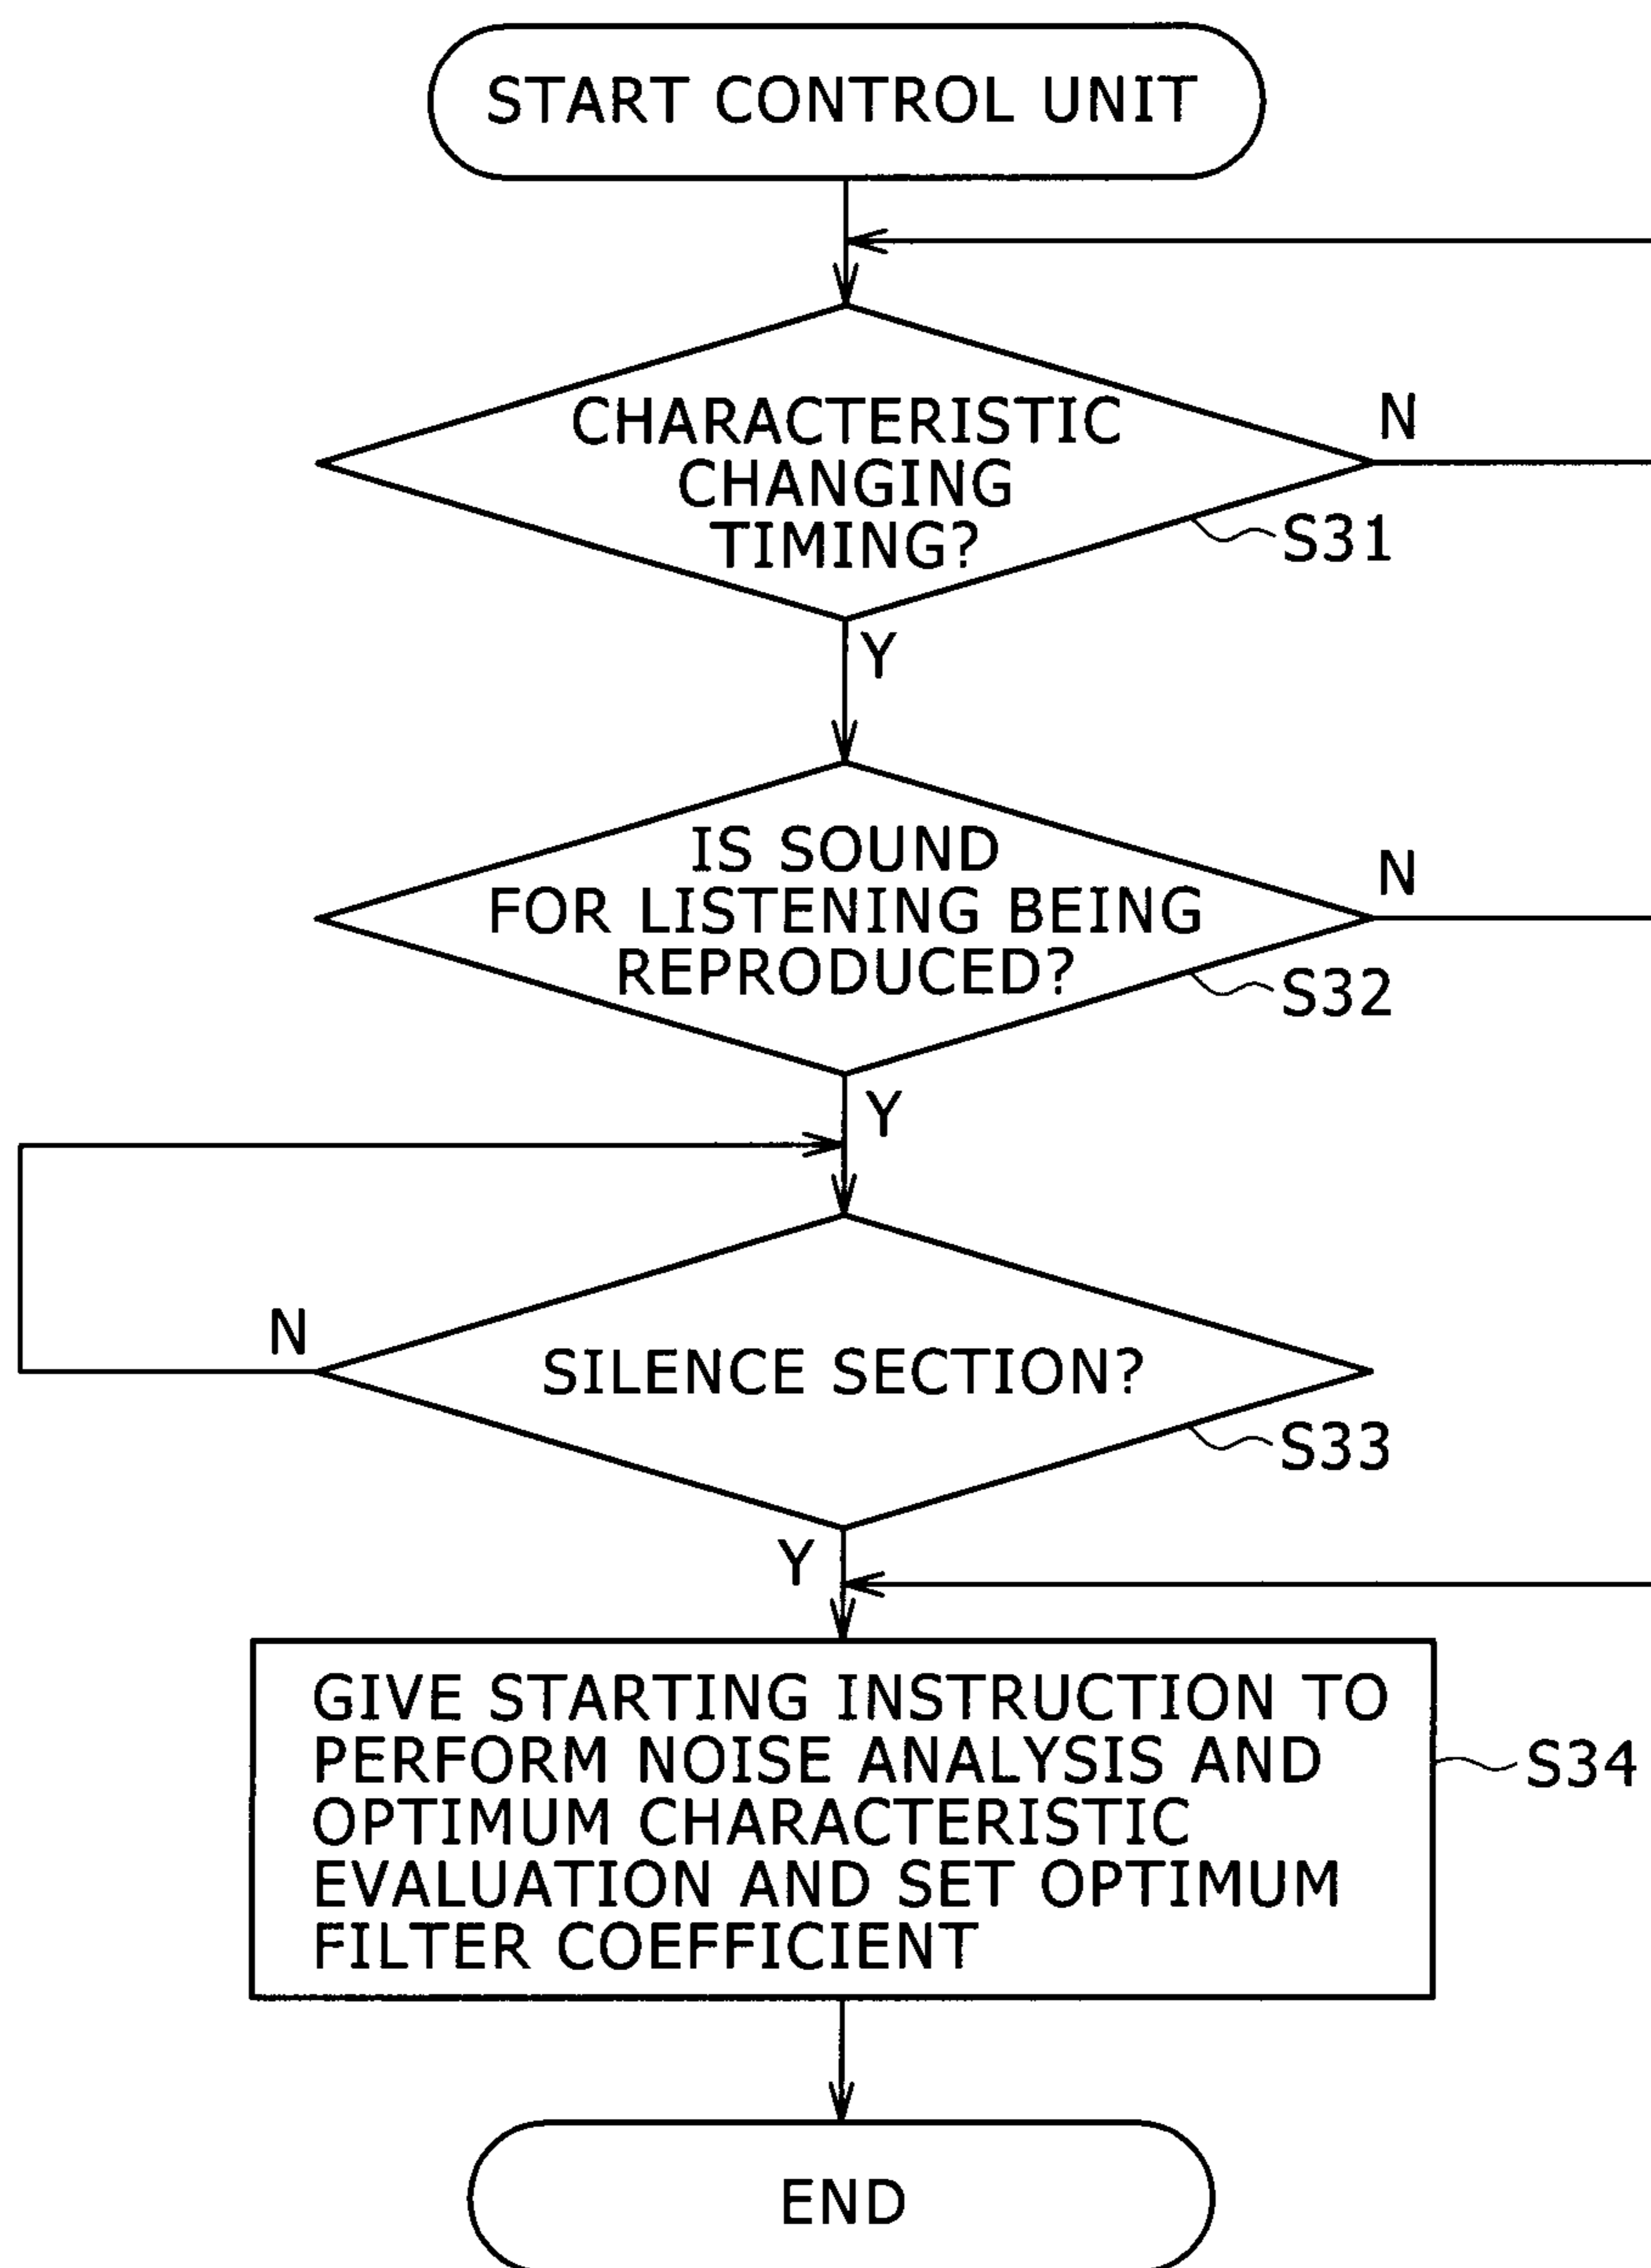 START CONTROL UNIT
CHARACTERISTIC
CHANGING
TIMING?
N
S31
Y
IS SOUND
FOR LISTENING BEING
REPRODUCED?
N
S32
Y
N
SILENCE SECTION?
S33
Y
GIVE STARTING INSTRUCTION TO
PERFORM NOISE ANALYSIS AND
OPTIMUM CHARACTERISTIC
EVALUATION AND SET OPTIMUM
FILTER COEFFICIENT
S34
END